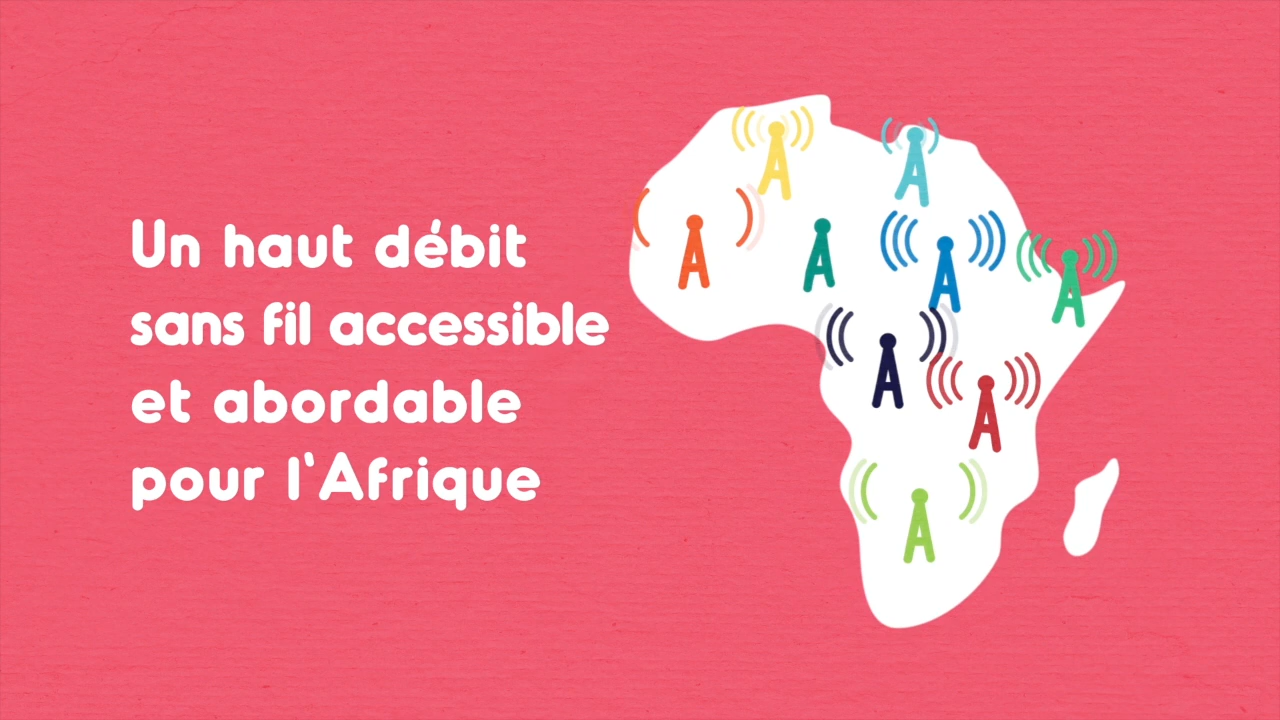 Un haut débit
sans fil accessible
et abordable
pour l'Afrique